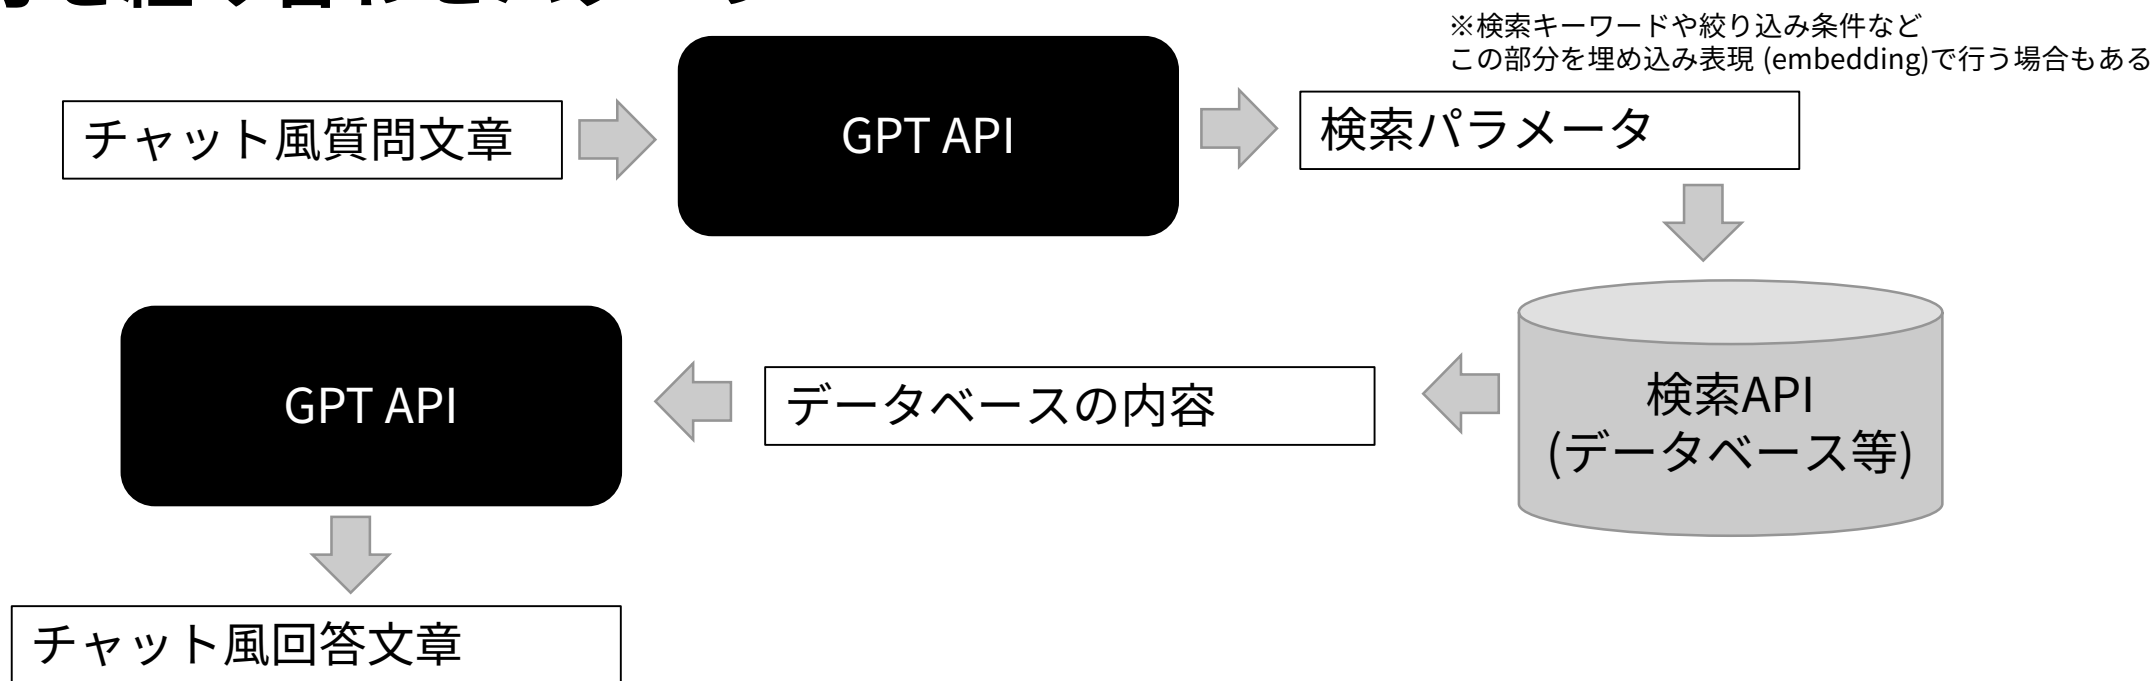 ※検索キーワードや絞り込み条件など
この部分を埋め込み表現 (embedding)で行う場合もある
チャット風質問文章
GPT API
検索パラメータ
検索API
(データベース等)
データベースの内容
GPT API
チャット風回答文章